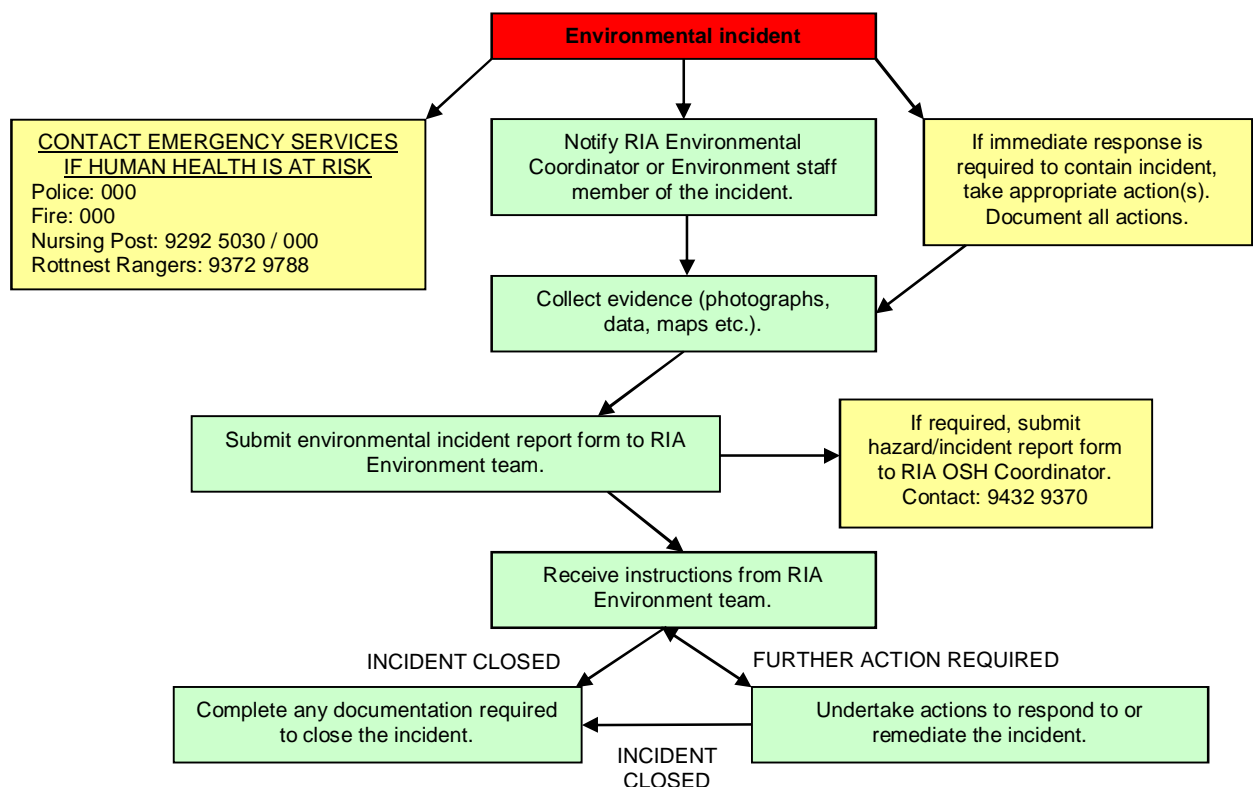 Environmental incident
CONTACT EMERGENCY SERVICES
IF HUMAN HEALTH IS AT RISK
Police: 000
Fire: 000
Nursing Post: 9292 5030 / 000
Rottnest Rangers: 9372 9788
Notify RIA Environmental
Coordinator or Environment staff
member of the incident.
If immediate response is
required to contain incident,
take appropriate action(s).
Document all actions.
Collect evidence (photographs,
data, maps etc.).
Submit environmental incident report form to RIA
Environment team.
If required, submit
hazard/incident report form
to RIA OSH Coordinator.
Contact: 9432 9370
Receive instructions from RIA
Environment team.
INCIDENT CLOSED
FURTHER ACTION REQUIRED
Complete any documentation required
to close the incident.
Undertake actions to respond to or
remediate the incident.
INCIDENT
CLOSED